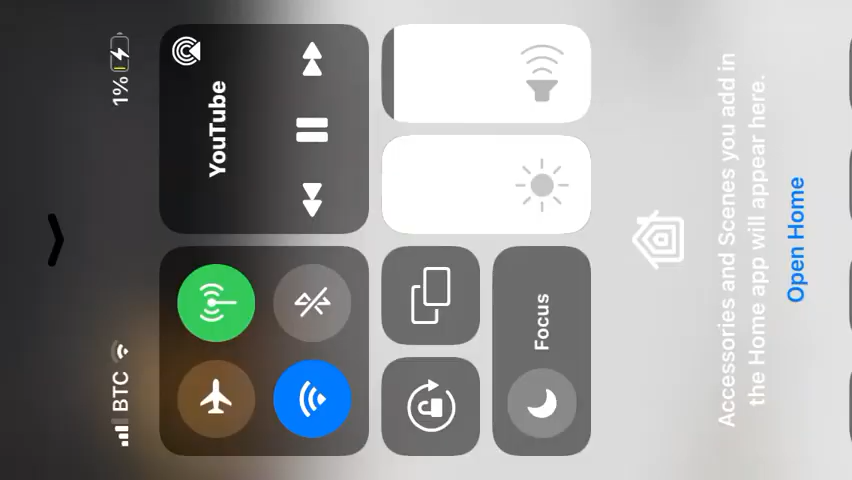 BTC 1%
YouTube
Focus
Accessories and Scenes you add in
the Home app will appear here.
Open Home